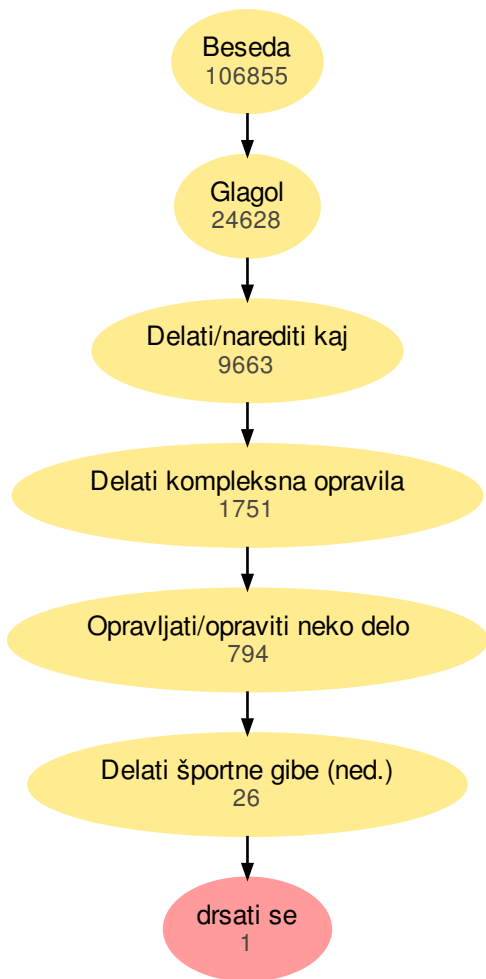 Beseda
106855
Glagol
24628
Delati/narediti kaj
9663
Delati kompleksna opravila
1751
Opravljati/opraviti neko delo
794
Delati športne gibe (ned.)
26
drsati se
1